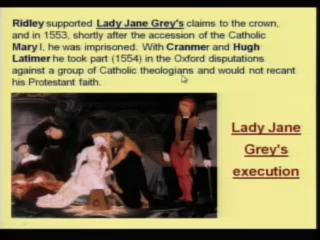 Ridley supported Lady Jane Grey's claims to the crown,
and in 1553, shortly after the accession of the Catholic
Mary I, he was imprisoned. With Cranmer and Hugh
Latimer he took part (1554) in the Oxford disputations
against a group of Catholic theologians and would not recant
his Protestant faith.
Lady Jane
Grey's
execution